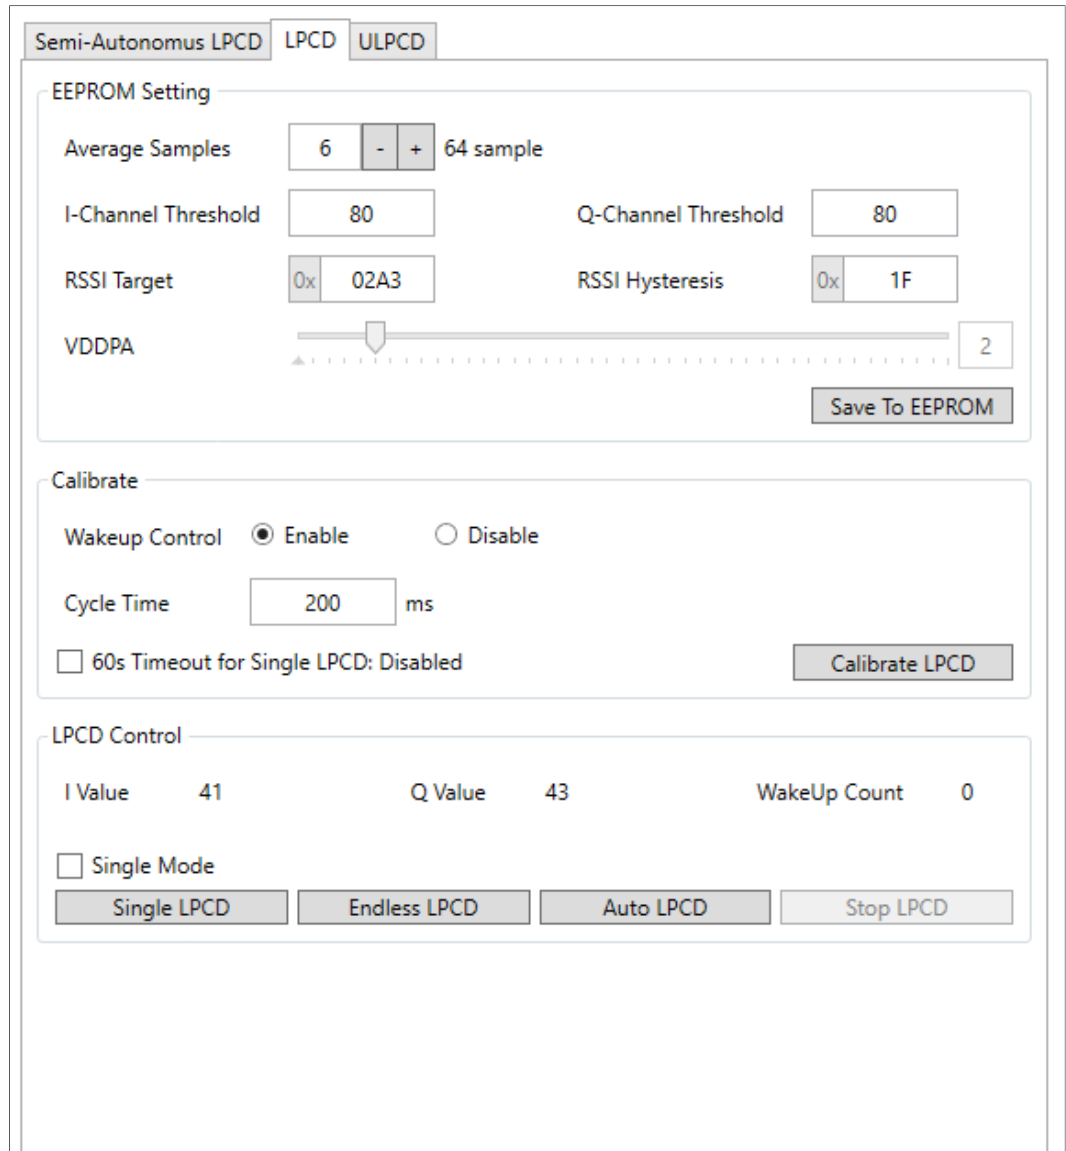 Semi-Autonomus LPCD LPCD ULPCD
EEPROM Setting
Average Samples 6 - + 64 sample
I-Channel Threshold 80 Q-Channel Threshold 80
RSSI Target 0x 02A3 RSSI Hysteresis 0x 1F
VDDPA 2
Save To EEPROM
Calibrate
Wakeup Control Enable Disable
Cycle Time 200 ms
60s Timeout for Single LPCD: Disabled Calibrate LPCD
LPCD Control
I Value 41 Q Value 43 WakeUp Count 0
Single Mode
Single LPCD Endless LPCD Auto LPCD Stop LPCD